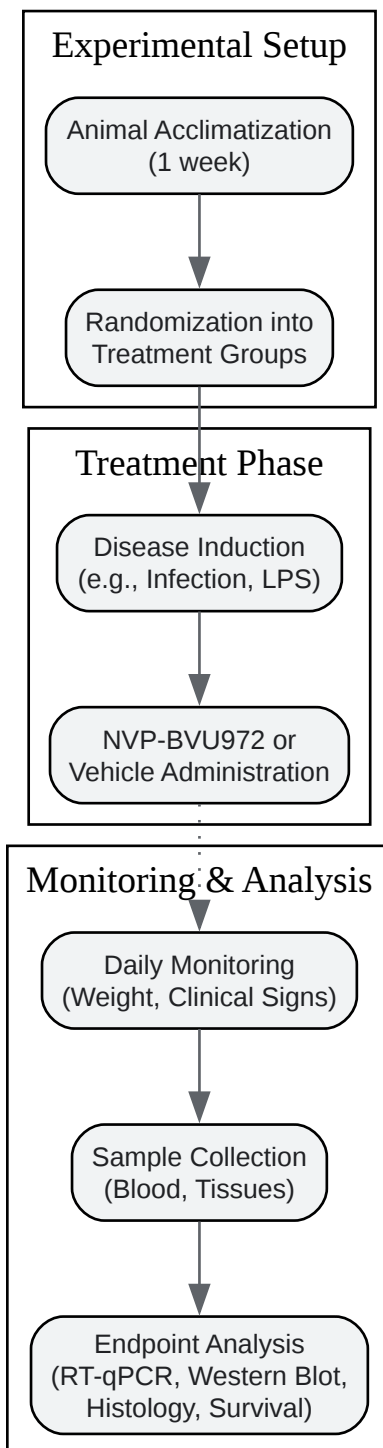 Experimental Setup
Animal Acclimatization
(1 week)
Randomization into
Treatment Groups
Treatment Phase
Disease Induction
(e.g., Infection, LPS)
NVP-BVU972 or
Vehicle Administration
Monitoring & Analysis
Daily Monitoring
(Weight, Clinical Signs)
Sample Collection
(Blood, Tissues)
Endpoint Analysis
(RT-qPCR, Western Blot,
Histology, Survival)